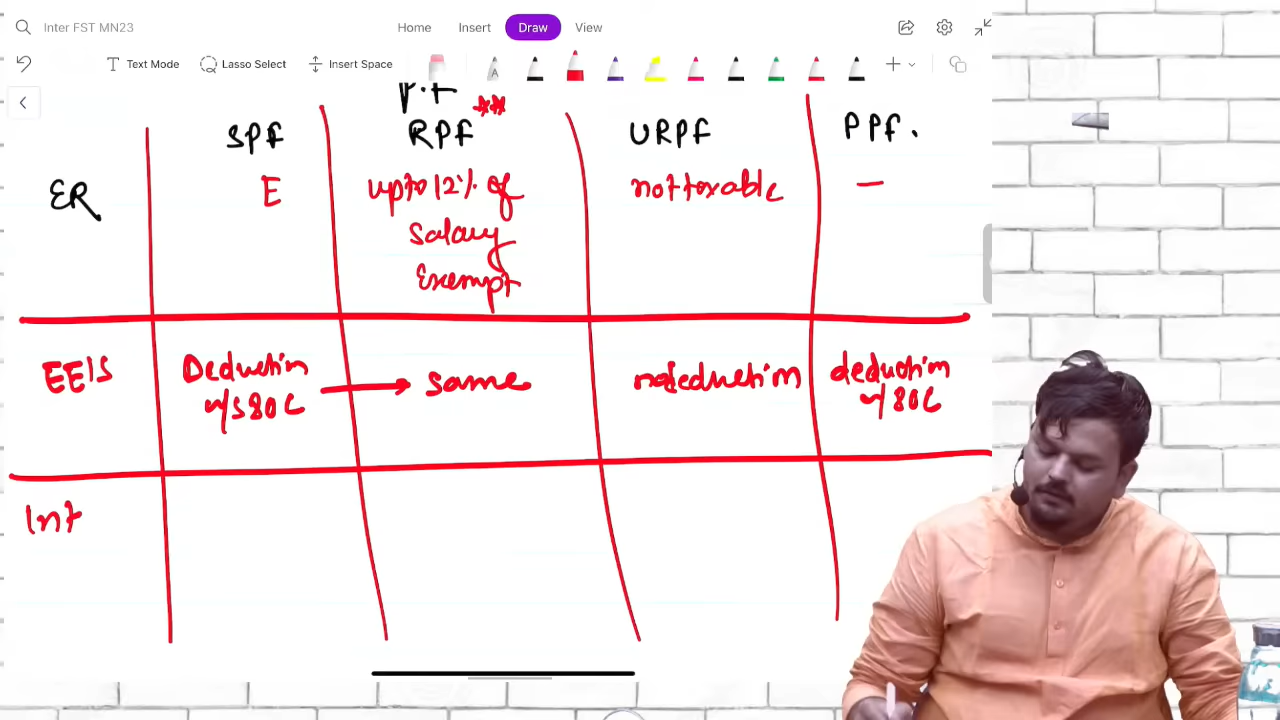 Inter FST MN23
Home Insert Draw View
Text Mode Lasso Select Insert Space
P.F
SPF RPF ** URPF PPF.
ER E upto 12% of not taxable —
Salary
Exempt
EE'S Deduction → same no deduction deduction
u/s 80C u/ 80C
Int